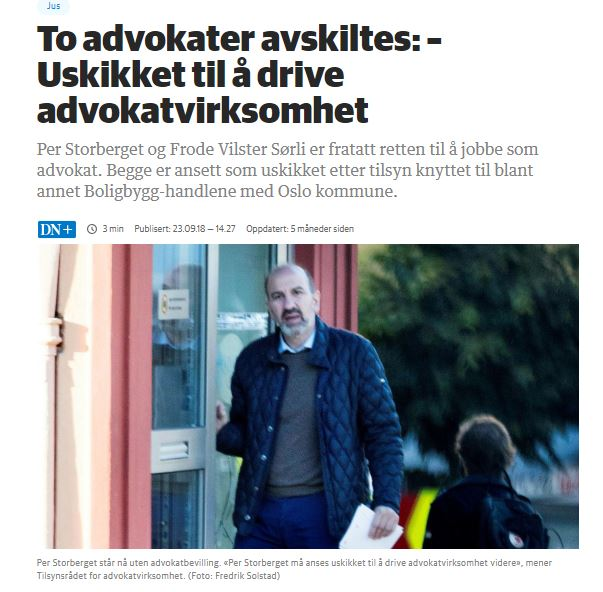 Jus
To advokater avskiltes: –
Uskikket til å drive
advokatvirksomhet
Per Storberget og Frode Vilster Sørli er fratatt retten til å jobbe som
advokat. Begge er ansett som uskikket etter tilsyn knyttet til blant
annet Boligbygg-handlene med Oslo kommune.
DN+ 3 min Publisert: 23.09.18 — 14.27 Oppdatert: 5 måneder siden
Per Storberget står nå uten advokatbevilling. «Per Storberget må anses uskikket til å drive advokatvirksomhet videre», mener
Tilsynsrådet for advokatvirksomhet. (Foto: Fredrik Solstad)